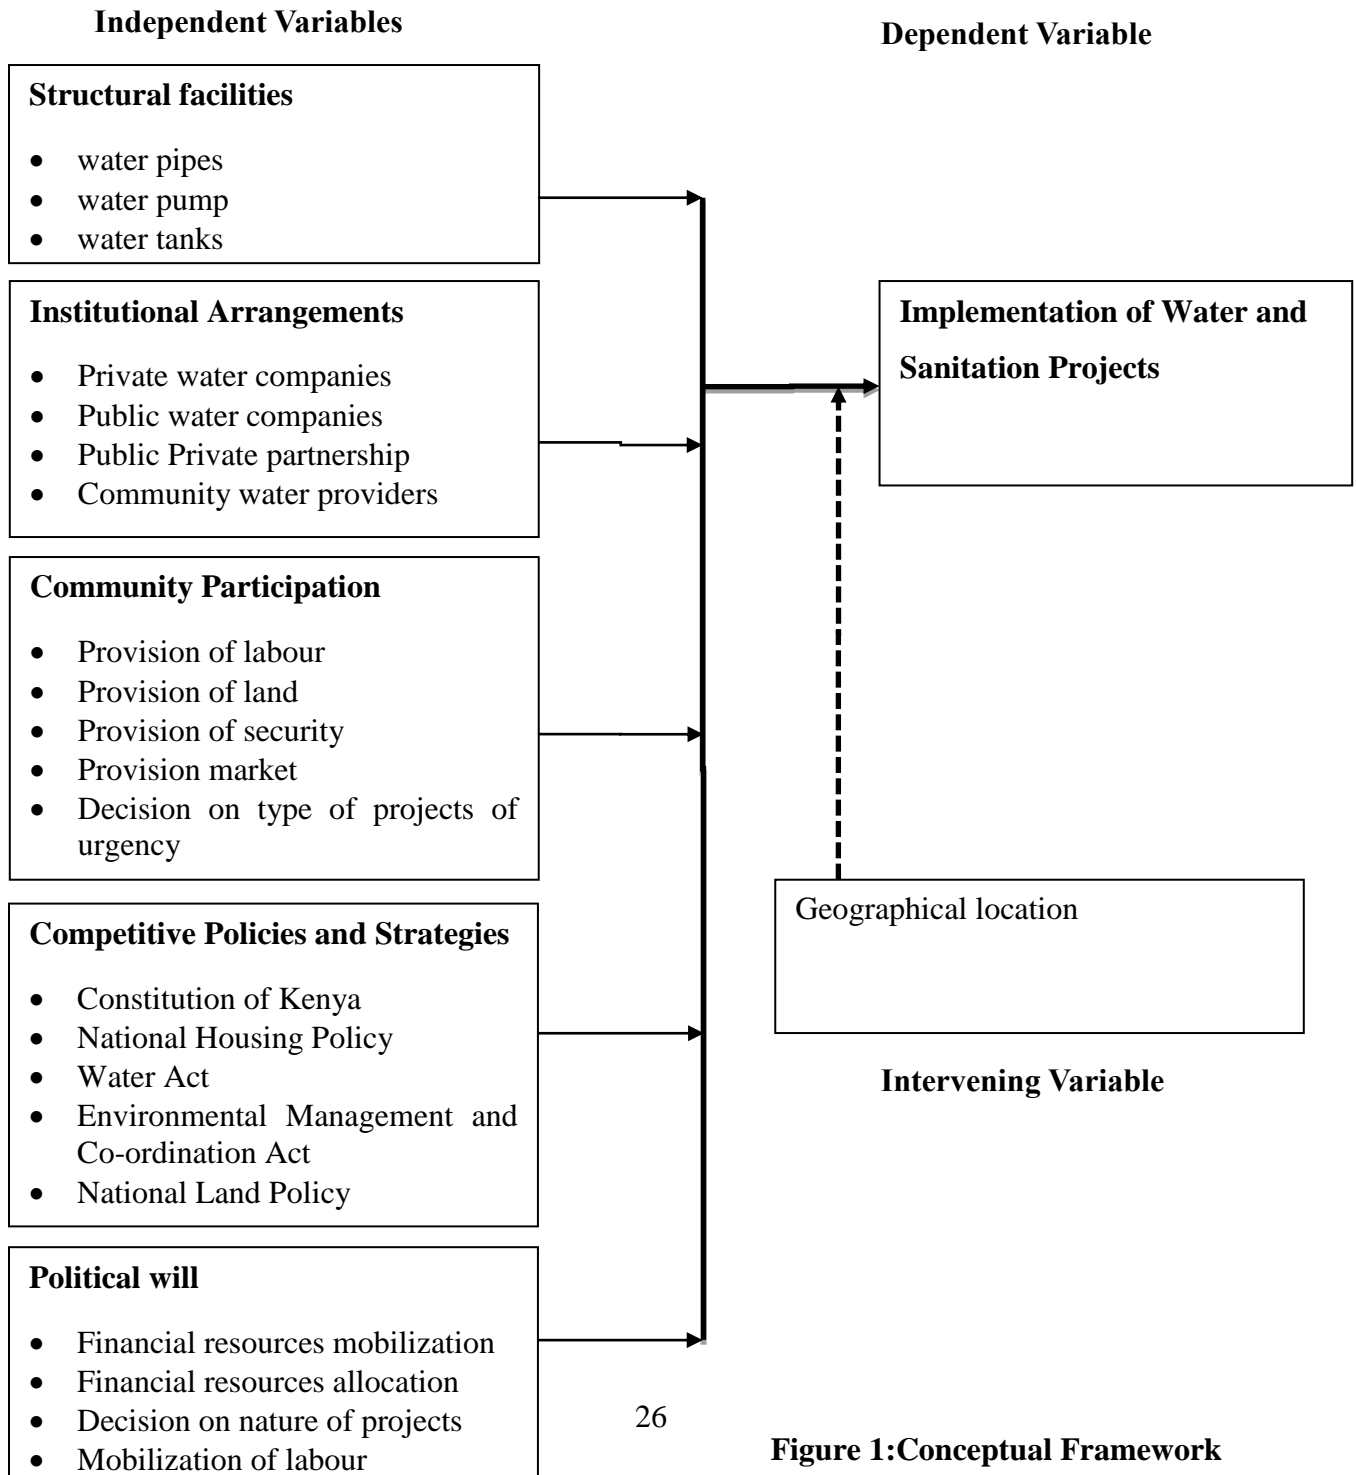 Independent Variables
Dependent Variable
Structural facilities
• water pipes
• water pump
• water tanks
Institutional Arrangements
• Private water companies
• Public water companies
• Public Private partnership
• Community water providers
Implementation of Water and
Sanitation Projects
Community Participation
• Provision of labour
• Provision of land
• Provision of security
• Provision market
• Decision on type of projects of
urgency
Geographical location
Intervening Variable
Competitive Policies and Strategies
• Constitution of Kenya
• National Housing Policy
• Water Act
• Environmental Management and
Co-ordination Act
• National Land Policy
Political will
• Financial resources mobilization
• Financial resources allocation
• Decision on nature of projects
• Mobilization of labour
26
Figure 1:Conceptual Framework